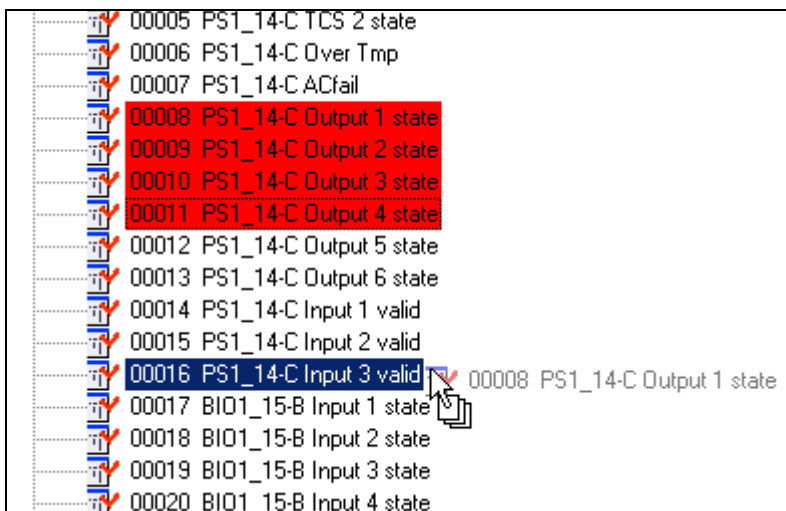 00005 PS1_14-C TCS 2 state
00006 PS1_14-C Over Tmp
00007 PS1_14-C ACfail
00008 PS1_14-C Output 1 state
00009 PS1_14-C Output 2 state
00010 PS1_14-C Output 3 state
00011 PS1_14-C Output 4 state
00012 PS1_14-C Output 5 state
00013 PS1_14-C Output 6 state
00014 PS1_14-C Input 1 valid
00015 PS1_14-C Input 2 valid
00016 PS1_14-C Input 3 valid
00008 PS1_14-C Output 1 state
00017 BIO1_15-B Input 1 state
00018 BIO1_15-B Input 2 state
00019 BIO1_15-B Input 3 state
00020 BIO1_15-B Input 4 state